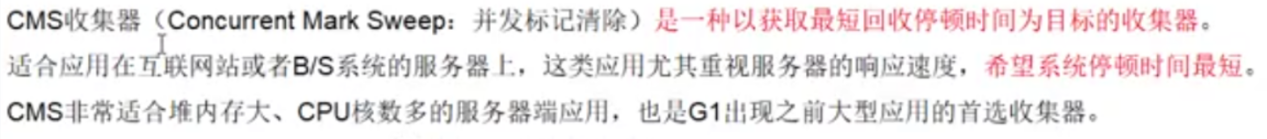 CMS收集器（Concurrent Mark Sweep：并发标记清除）是一种以获取最短回收停顿时间为目标的收集器。
适合应用在互联网站或者B/S系统的服务器上，这类应用尤其重视服务器的响应速度，希望系统停顿时间最短。
CMS非常适合堆内存大、CPU核数多的服务器端应用，也是G1出现之前大型应用的首选收集器。